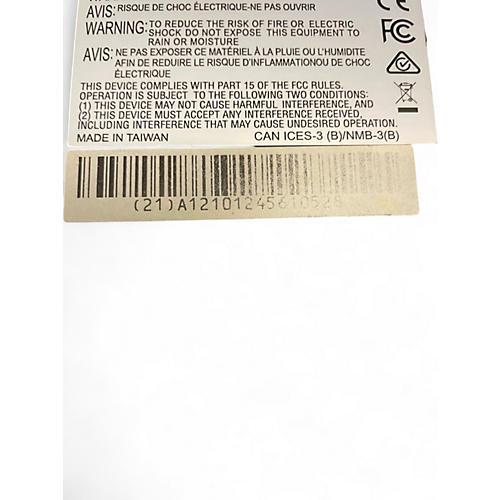 AVIS: RISQUE DE CHOC ÉLECTRIQUE-NE PAS OUVRIR
WARNING: TO REDUCE THE RISK OF FIRE OR ELECTRIC
SHOCK DO NOT EXPOSE THIS EQUIPMENT TO
RAIN OR MOISTURE
AVIS: NE PAS EXPOSER CE MATÉRIEL À LA PLUIE OU L'HUMIDITE
AFIN DE REDUIRE LE RISQUE D'INFLAMMATIONOU DE CHOC
ÉLECTRIQUE
THIS DEVICE COMPLIES WITH PART 15 OF THE FCC RULES.
OPERATION IS SUBJECT TO THE FOLLOWING TWO CONDITIONS:
(1) THIS DEVICE MAY NOT CAUSE HARMFUL INTERFERENCE, AND
(2) THIS DEVICE MUST ACCEPT ANY INTERFERENCE RECEIVED,
INCLUDING INTERFERENCE THAT MAY CAUSE UNDESIRED OPERATION
MADE IN TAIWAN
CAN ICES-3 (B)/NMB-3(B)
CE
FC